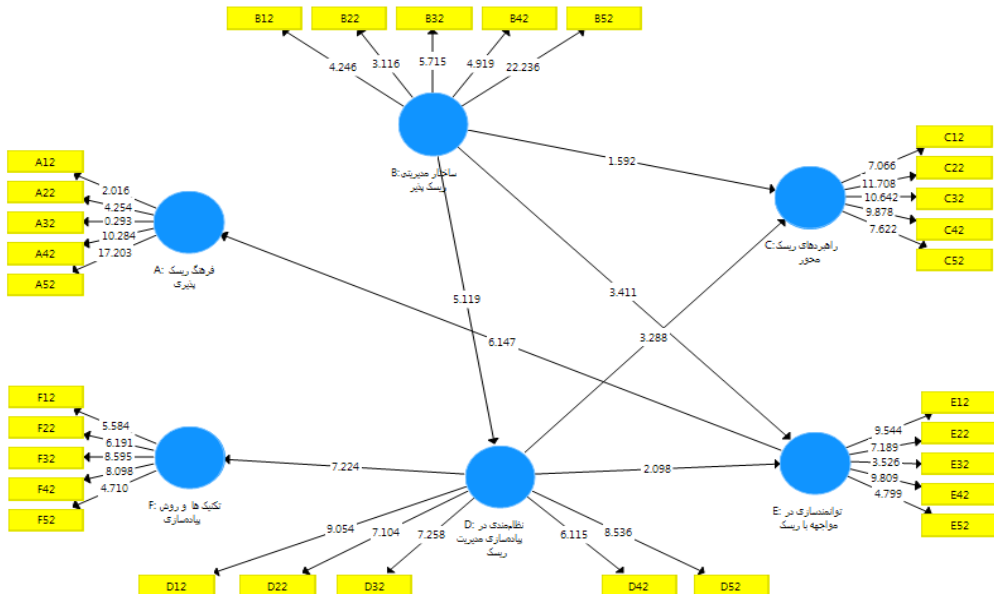 B12
B22
B32
B42
B52
4.246
3.116
5.715
4.919
22.236
B:ساختار مدیریتی
ریسک پذیر
A12
A22
A32
A42
A52
2.016
4.254
0.293
10.284
17.203
A: فرهنگ ریسک
پذیری
1.592
C12
C22
C32
C42
C52
7.066
11.708
10.642
9.878
7.622
C:راهبردهای ریسک
محور
5.119
3.411
3.288
6.147
F12
F22
F32
F42
F52
5.584
6.191
8.595
8.098
4.710
F: تکنیک ها و روش
پیاده‌سازی
7.224
2.098
D: نظام‌مندی در
پیاده‌سازی مدیریت
ریسک
E12
E22
E32
E42
E52
9.544
7.189
3.526
9.809
4.799
E: توانمندسازی در
مواجهه با ریسک
9.054
7.104
7.258
6.115
8.536
D12
D22
D32
D42
D52